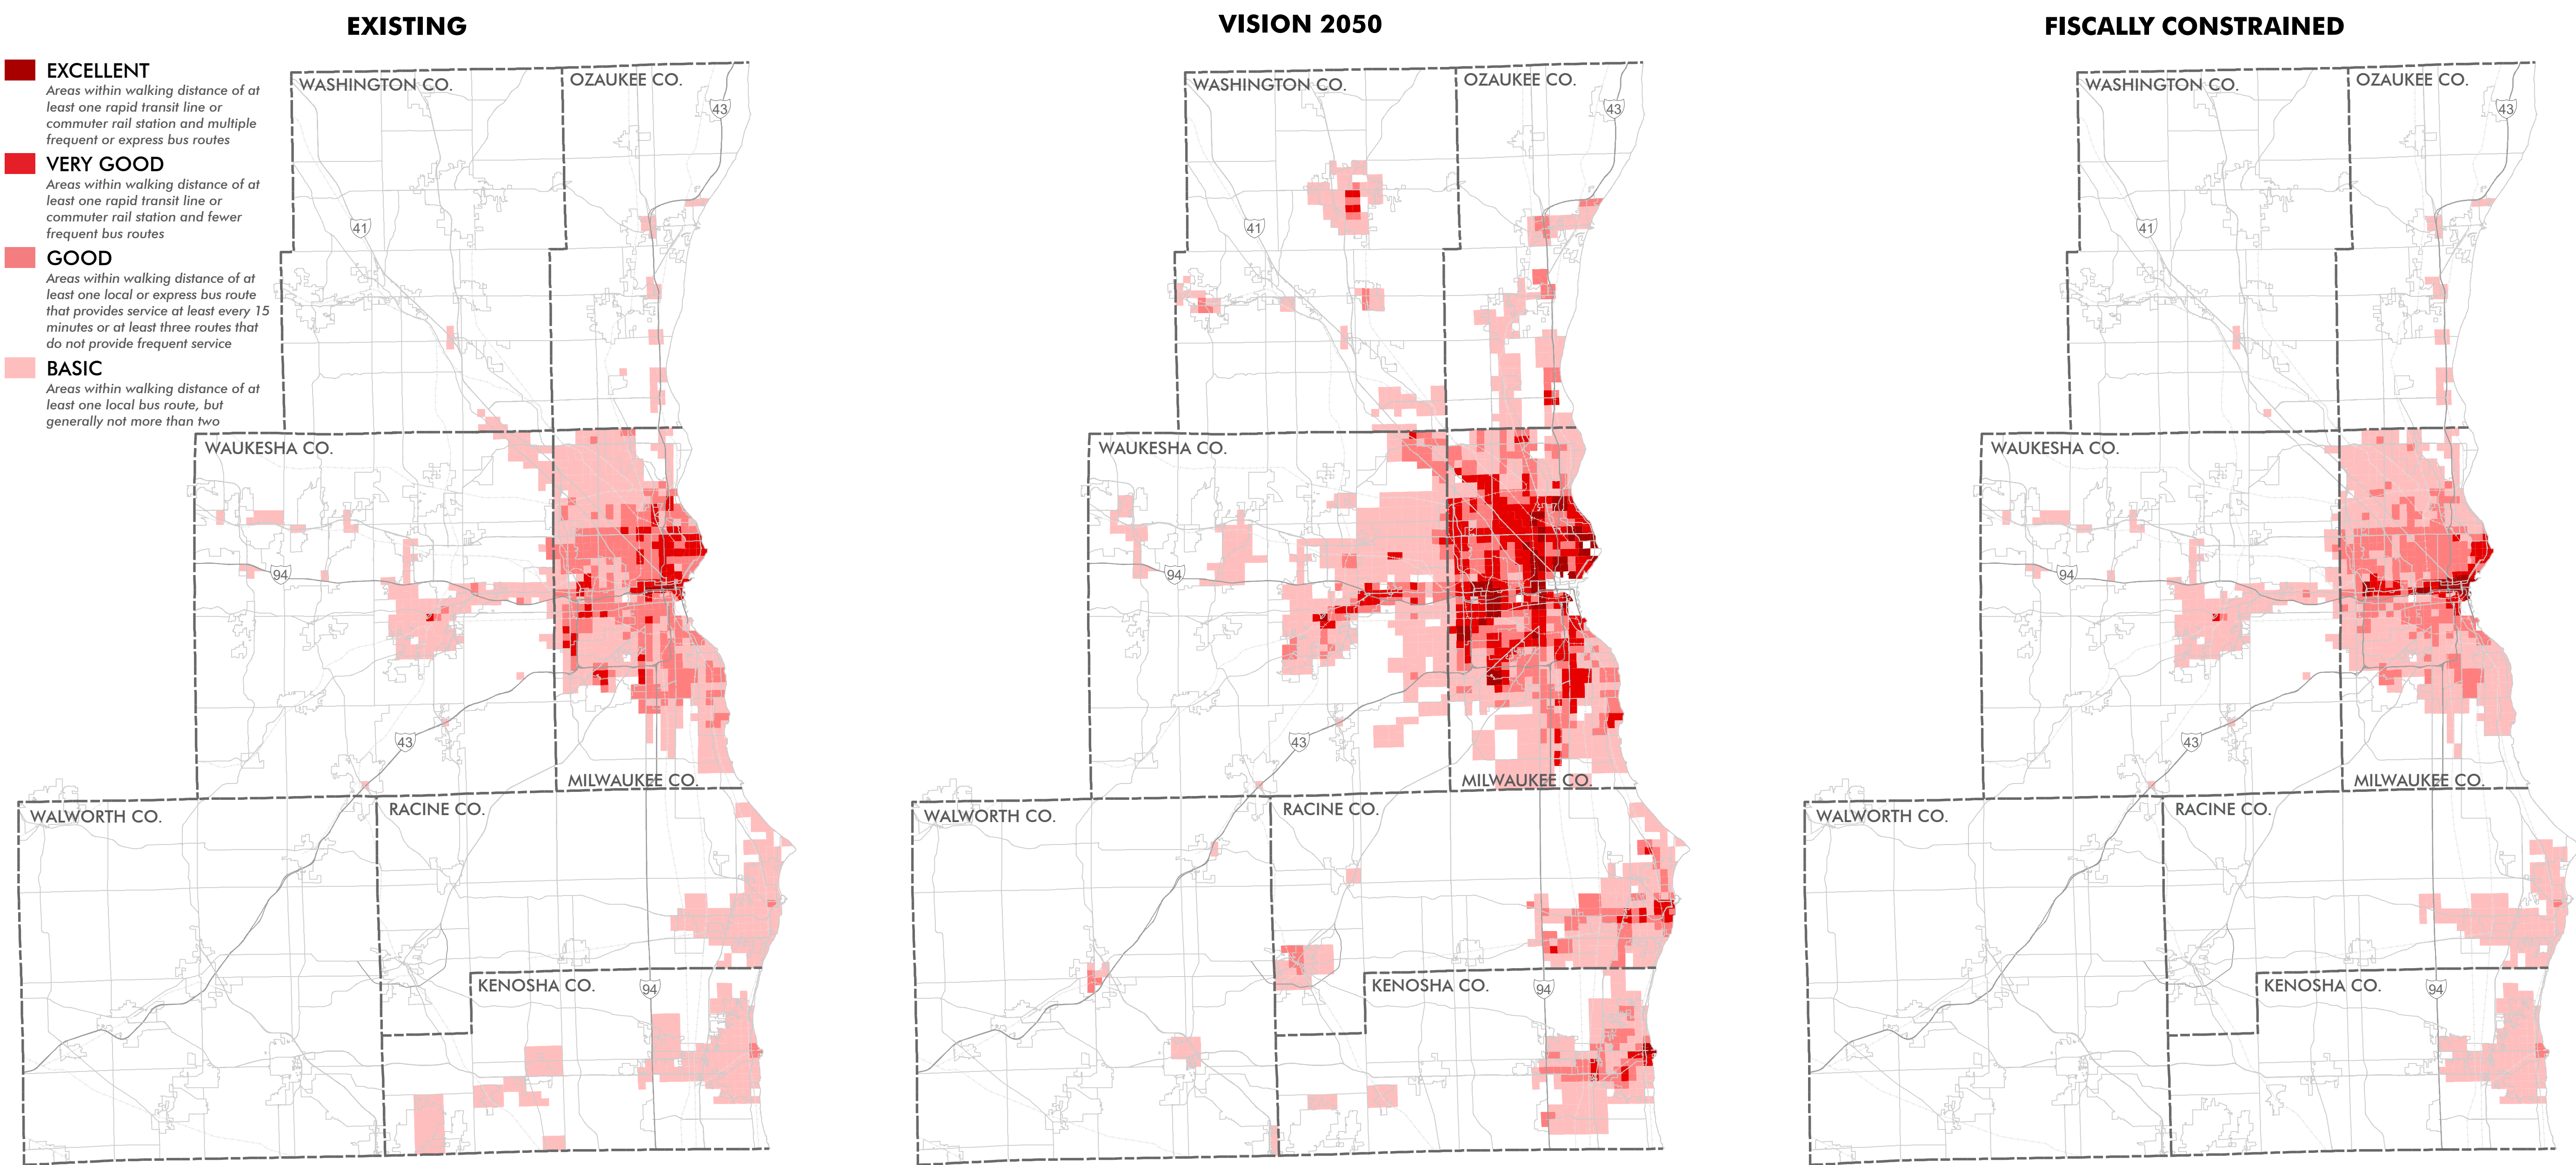 EXISTING
EXCELLENT
Areas within walking distance of at
least one rapid transit line or
commuter rail station and multiple
frequent or express bus routes
VERY GOOD
Areas within walking distance of at
least one rapid transit line or
commuter rail station and fewer
frequent bus routes
GOOD
Areas within walking distance of at
least one local or express bus route
that provides service at least every 15
minutes or at least three routes that
do not provide frequent service
BASIC
Areas within walking distance of at
least one local bus route, but
generally not more than two
WASHINGTON CO.
OZAUKEE CO.
43
41
WAUKESHA CO.
94
43
MILWAUKEE CO.
WALWORTH CO.
RACINE CO.
KENOSHA CO.
94
VISION 2050
WASHINGTON CO.
OZAUKEE CO.
43
41
WAUKESHA CO.
94
43
MILWAUKEE CO.
WALWORTH CO.
RACINE CO.
KENOSHA CO.
94
FISCALLY CONSTRAINED
WASHINGTON CO.
OZAUKEE CO.
43
41
WAUKESHA CO.
94
43
MILWAUKEE CO.
WALWORTH CO.
RACINE CO.
KENOSHA CO.
94